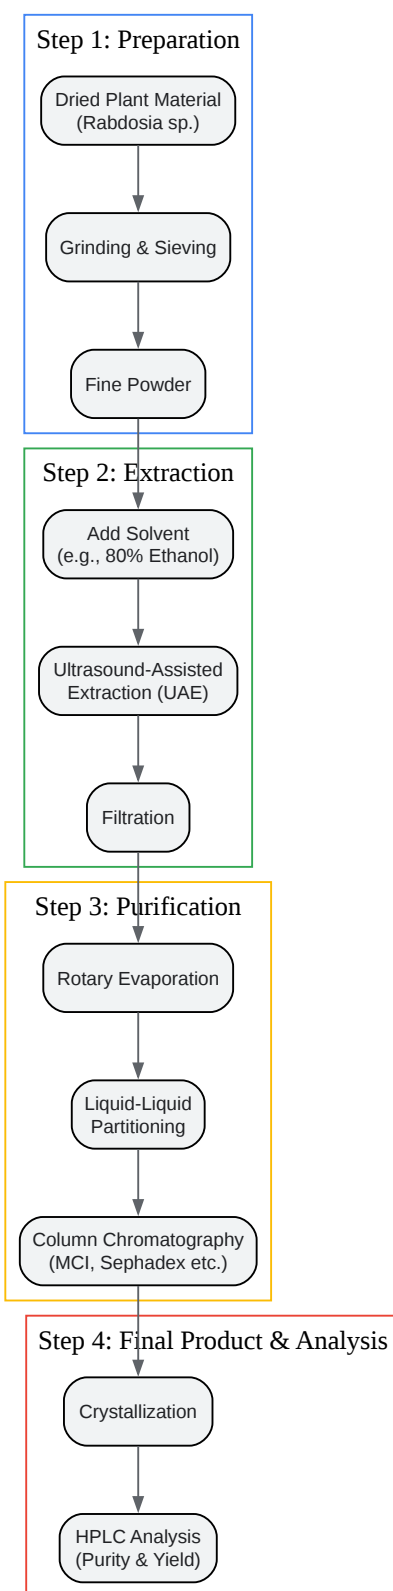 Step 1: Preparation
Dried Plant Material
(Rabdosia sp.)
Grinding & Sieving
Fine Powder
Step 2: Extraction
Add Solvent
(e.g., 80% Ethanol)
Ultrasound-Assisted
Extraction (UAE)
Filtration
Step 3: Purification
Rotary Evaporation
Liquid-Liquid
Partitioning
Column Chromatography
(MCI, Sephadex etc.)
Step 4: Final Product & Analysis
Crystallization
HPLC Analysis
(Purity & Yield)